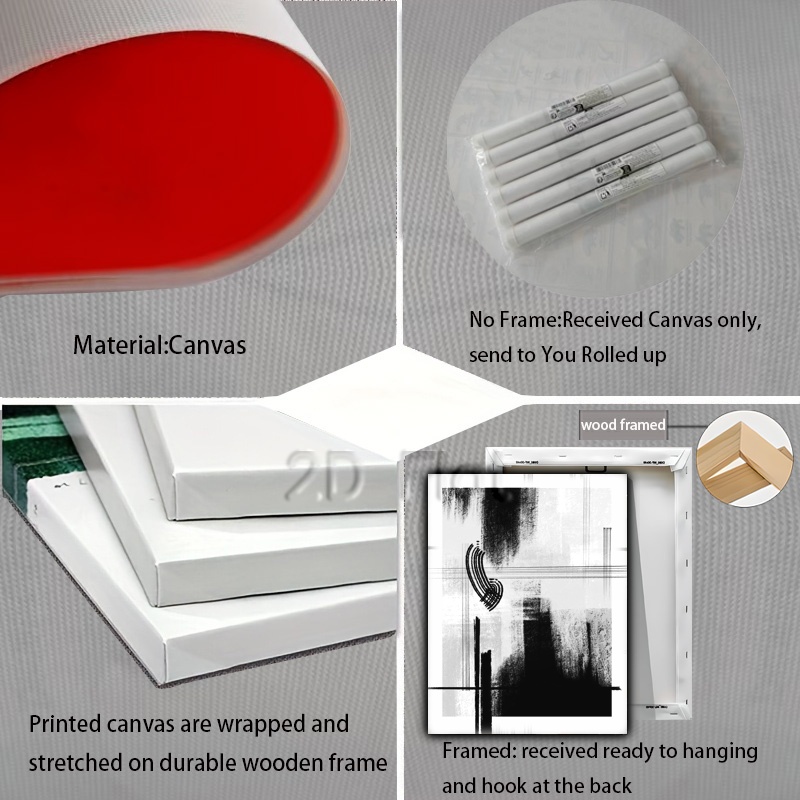 Material:Canvas
No Frame:Received Canvas only,
send to You Rolled up
2D
wood framed
Printed canvas are wrapped and
stretched on durable wooden frame
Framed: received ready to hanging
and hook at the back